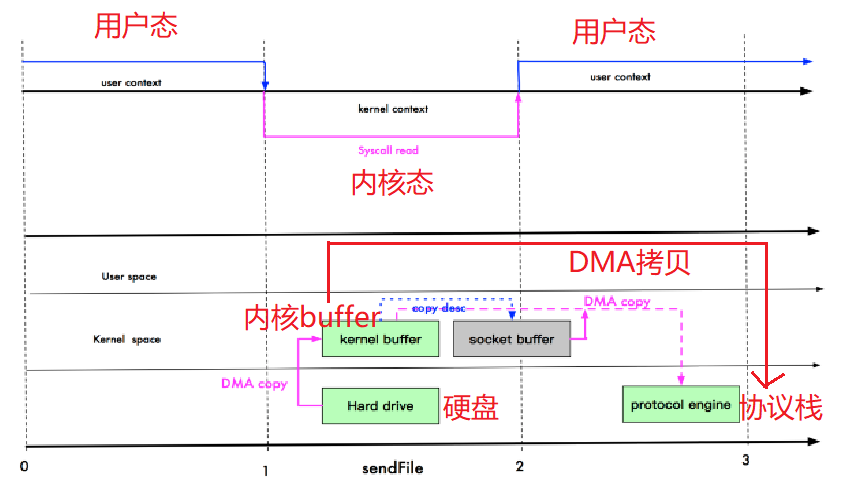 用户态
用户态
user context
user context
kernel context
Syscall read
内核态
DMA拷贝
User space
内核buffer
copy desc
DMA copy
Kernel space
kernel buffer
socket buffer
DMA copy
Hard drive
硬盘
protocol engine
协议栈
0
1
sendFile
2
3